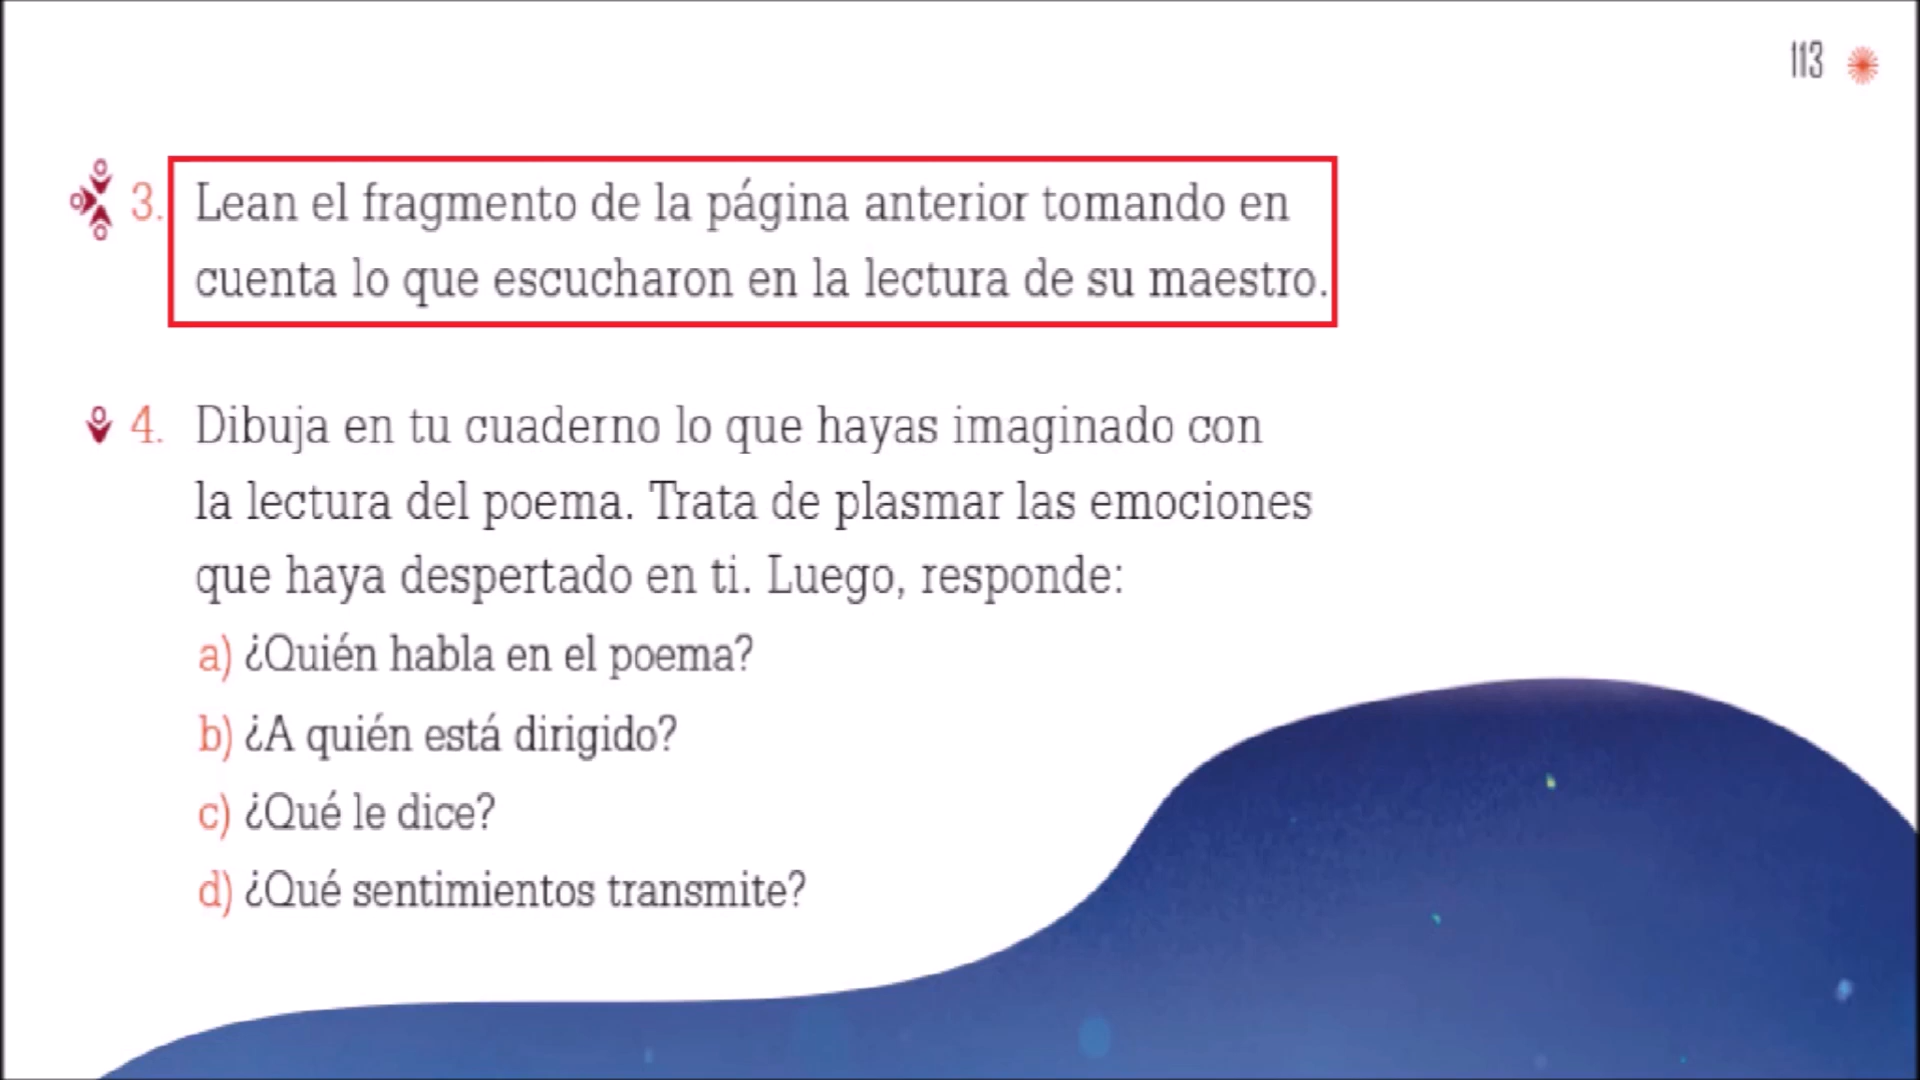 113
3. Lean el fragmento de la página anterior tomando en
cuenta lo que escucharon en la lectura de su maestro.
4. Dibuja en tu cuaderno lo que hayas imaginado con
la lectura del poema. Trata de plasmar las emociones
que haya despertado en ti. Luego, responde:
a) ¿Quién habla en el poema?
b) ¿A quién está dirigido?
c) ¿Qué le dice?
d) ¿Qué sentimientos transmite?